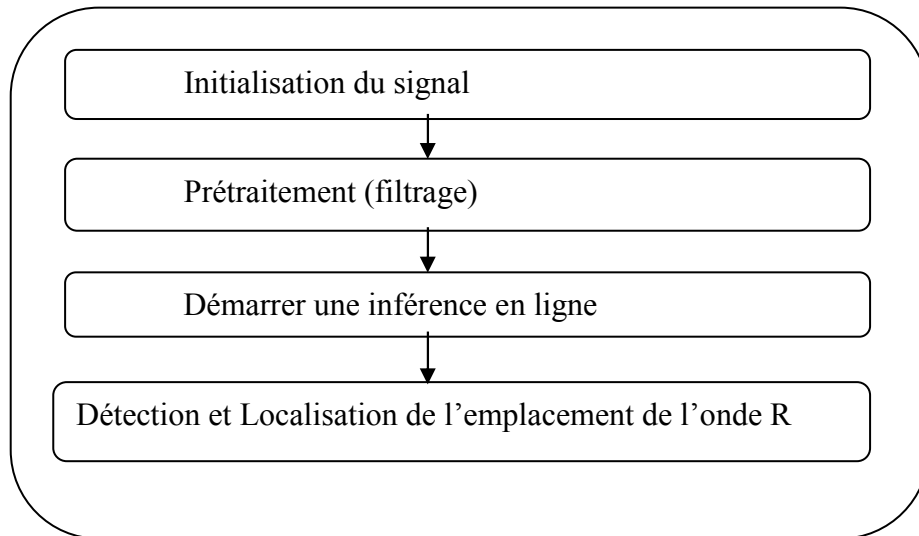 Initialisation du signal
Prétraitement (filtrage)
Démarrer une inférence en ligne
Détection et Localisation de l’emplacement de l’onde R